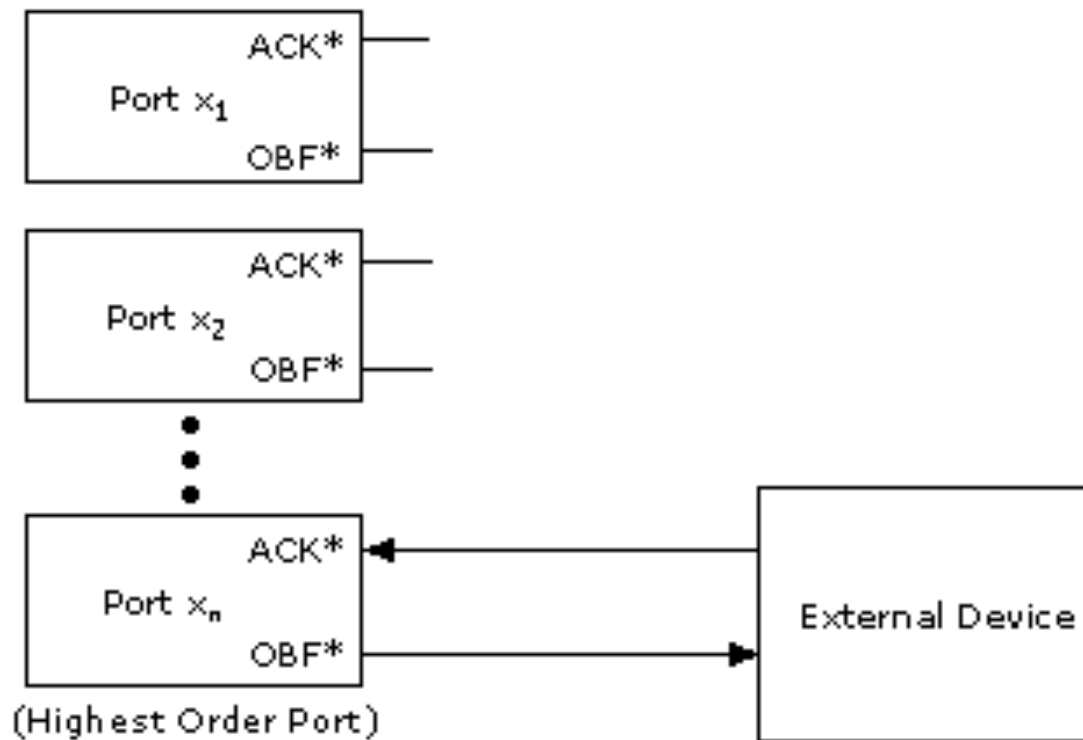 ACK*
Port x₁
OBF*
ACK*
Port x₂
OBF*
ACK*
Port xₙ
OBF*
(Highest Order Port)
External Device